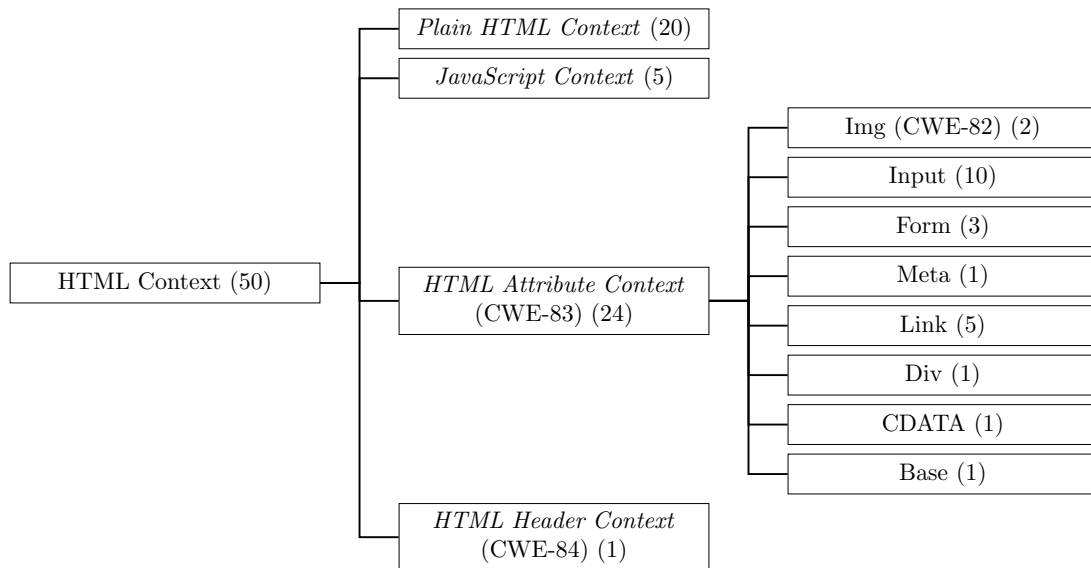 HTML Context (50)
Plain HTML Context (20)
JavaScript Context (5)
HTML Attribute Context
(CWE-83) (24)
HTML Header Context
(CWE-84) (1)
Img (CWE-82) (2)
Input (10)
Form (3)
Meta (1)
Link (5)
Div (1)
CDATA (1)
Base (1)